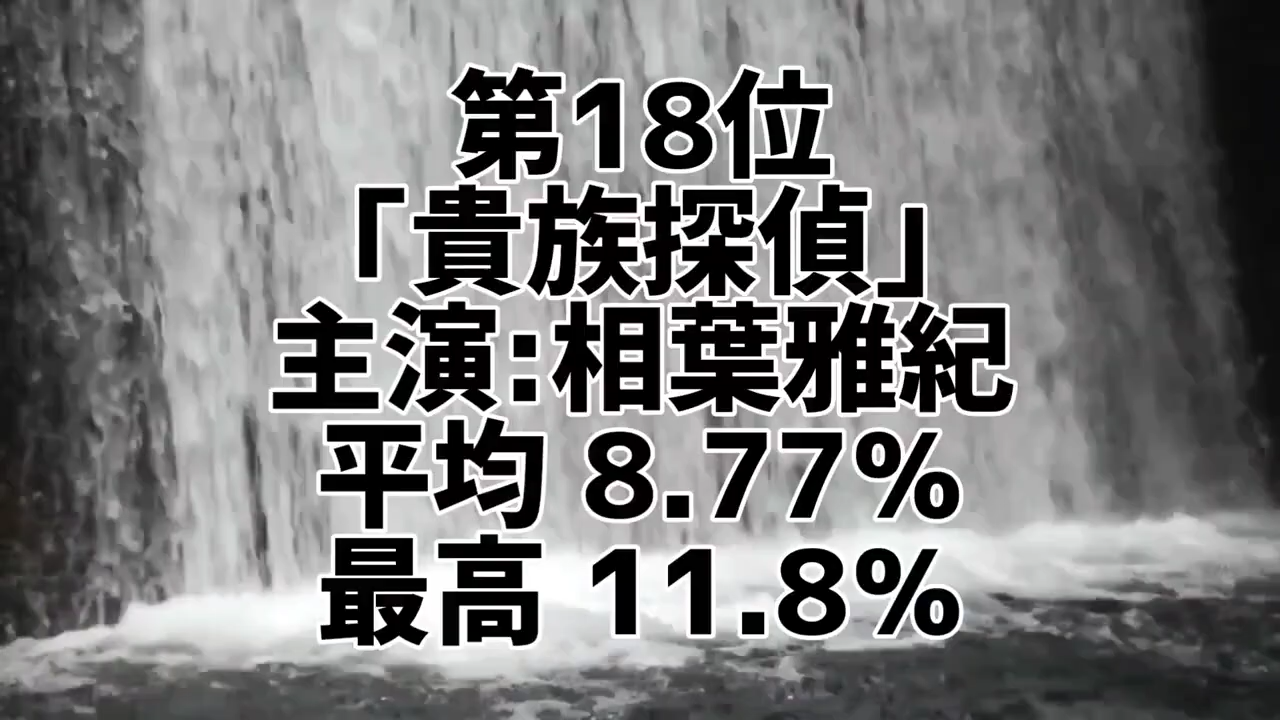 第18位
「貴族探偵」
主演:相葉雅紀
平均 8.77%
最高 11.8%